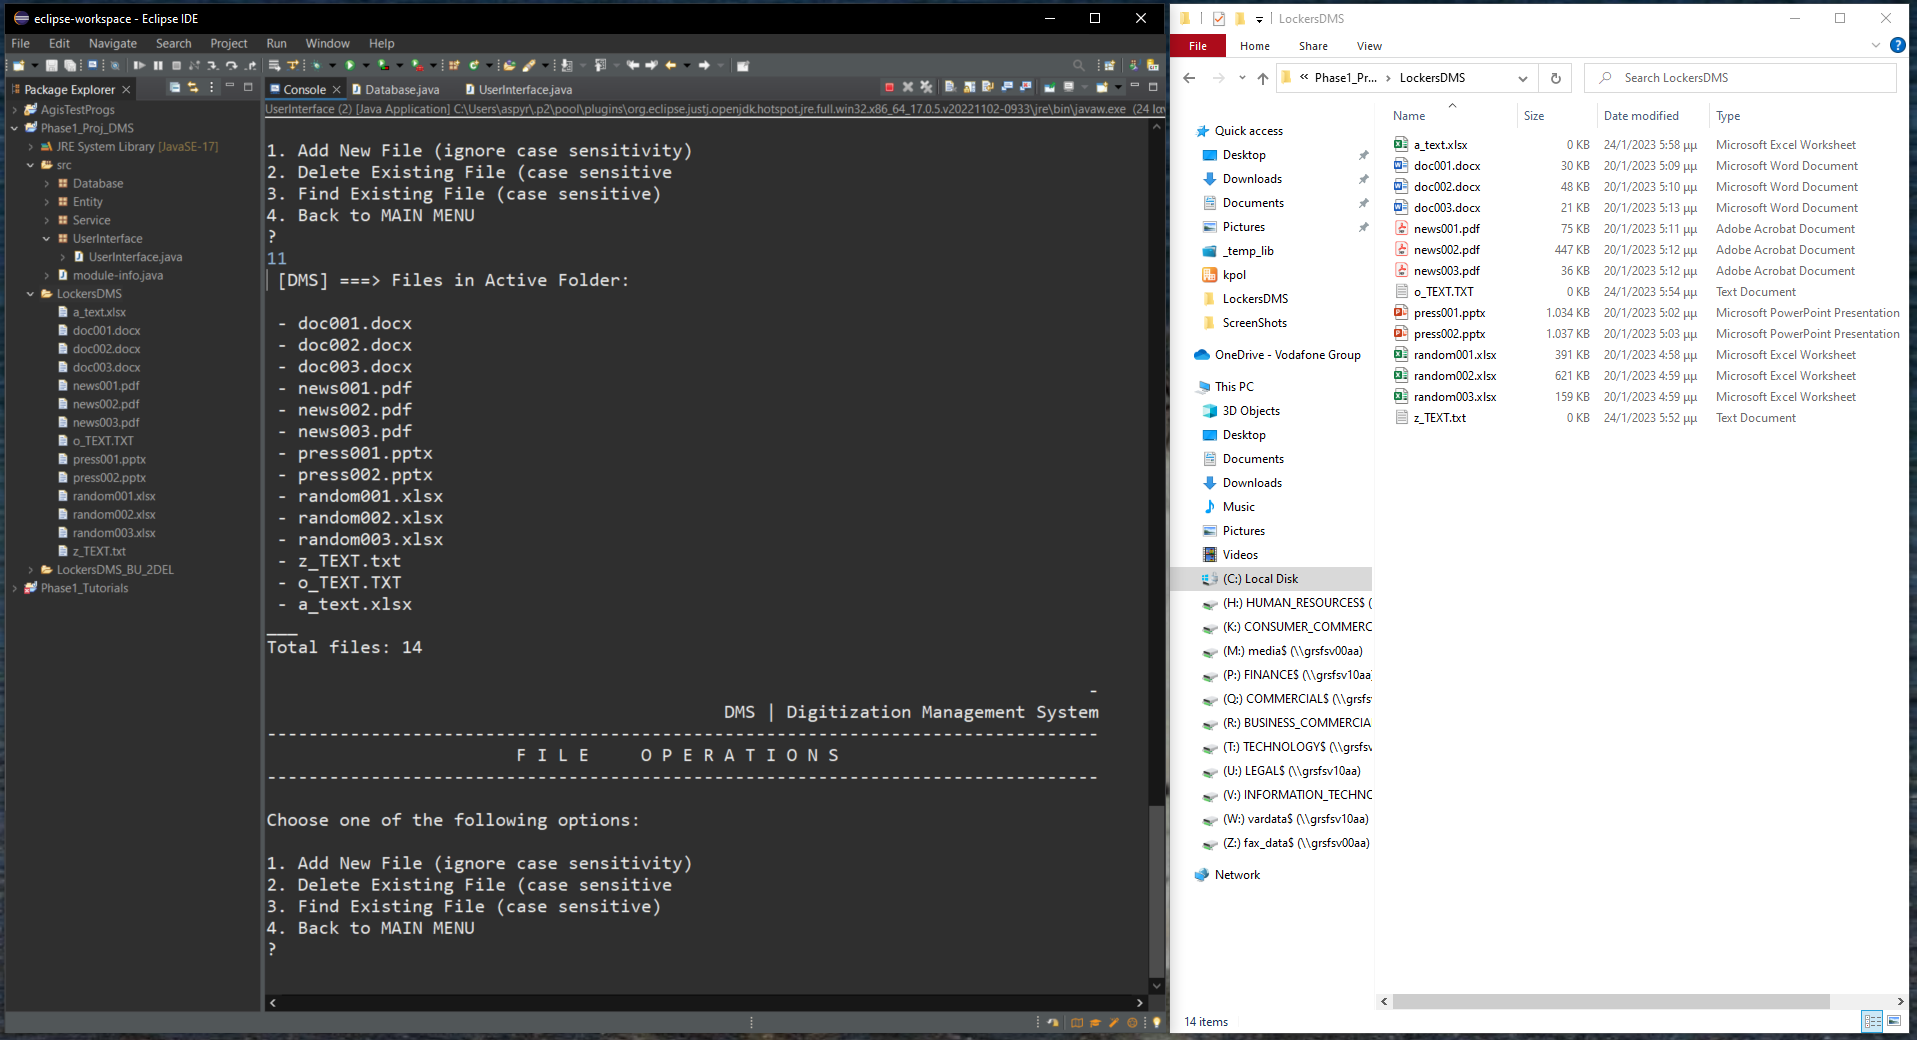 eclipse-workspace - Eclipse IDE
File Edit Navigate Search Project Run Window Help
Package Explorer
AgisTestProgs
Phase1_Proj_DMS
JRE System Library [JavaSE-17]
src
Database
Entity
Service
UserInterface
UserInterface.java
module-info.java
LockersDMS
a_text.xlsx
doc001.docx
doc002.docx
doc003.docx
news001.pdf
news002.pdf
news003.pdf
o_TEXT.TXT
press001.pptx
press002.pptx
random001.xlsx
random002.xlsx
random003.xlsx
z_TEXT.txt
LockersDMS_BU_2DEL
Phase1_Tutorials
Console Database.java UserInterface.java
UserInterface (2) [Java Application] C:\Users\aspyr\.p2\pool\plugins\org.eclipse.justj.openjdk.hotspot.jre.full.win32.x86_64_17.0.5.v20221102-0933\jre\bin\javaw.exe (24 Ιαν
1. Add New File (ignore case sensitivity)
2. Delete Existing File (case sensitive
3. Find Existing File (case sensitive)
4. Back to MAIN MENU
?
11
[DMS] ===> Files in Active Folder:
- doc001.docx
- doc002.docx
- doc003.docx
- news001.pdf
- news002.pdf
- news003.pdf
- press001.pptx
- press002.pptx
- random001.xlsx
- random002.xlsx
- random003.xlsx
- z_TEXT.txt
- o_TEXT.TXT
- a_text.xlsx
___
Total files: 14
-
DMS | Digitization Management System
--------------------------------------------------------------------------------
F I L E     O P E R A T I O N S
--------------------------------------------------------------------------------
Choose one of the following options:
1. Add New File (ignore case sensitivity)
2. Delete Existing File (case sensitive
3. Find Existing File (case sensitive)
4. Back to MAIN MENU
?
LockersDMS
File Home Share View
« Phase1_Pr... › LockersDMS
Search LockersDMS
Quick access
Desktop
Downloads
Documents
Pictures
_temp_lib
kpol
LockersDMS
ScreenShots
OneDrive - Vodafone Group
This PC
3D Objects
Desktop
Documents
Downloads
Music
Pictures
Videos
(C:) Local Disk
(H:) HUMAN_RESOURCES$ (
(K:) CONSUMER_COMMERC
(M:) media$ (\\grsfsv00aa)
(P:) FINANCE$ (\\grsfsv10aa)
(Q:) COMMERCIAL$ (\\grsfs
(R:) BUSINESS_COMMERCIA
(T:) TECHNOLOGY$ (\\grsfsv
(U:) LEGAL$ (\\grsfsv10aa)
(V:) INFORMATION_TECHNO
(W:) vardata$ (\\grsfsv10aa)
(Z:) fax_data$ (\\grsfsv00aa)
Network
Name Size Date modified Type
a_text.xlsx 0 KB 24/1/2023 5:58 μμ Microsoft Excel Worksheet
doc001.docx 30 KB 20/1/2023 5:09 μμ Microsoft Word Document
doc002.docx 48 KB 20/1/2023 5:10 μμ Microsoft Word Document
doc003.docx 21 KB 20/1/2023 5:13 μμ Microsoft Word Document
news001.pdf 75 KB 20/1/2023 5:11 μμ Adobe Acrobat Document
news002.pdf 447 KB 20/1/2023 5:12 μμ Adobe Acrobat Document
news003.pdf 36 KB 20/1/2023 5:12 μμ Adobe Acrobat Document
o_TEXT.TXT 0 KB 24/1/2023 5:54 μμ Text Document
press001.pptx 1.034 KB 20/1/2023 5:02 μμ Microsoft PowerPoint Presentation
press002.pptx 1.037 KB 20/1/2023 5:03 μμ Microsoft PowerPoint Presentation
random001.xlsx 391 KB 20/1/2023 4:58 μμ Microsoft Excel Worksheet
random002.xlsx 621 KB 20/1/2023 4:59 μμ Microsoft Excel Worksheet
random003.xlsx 159 KB 20/1/2023 4:59 μμ Microsoft Excel Worksheet
z_TEXT.txt 0 KB 24/1/2023 5:52 μμ Text Document
14 items